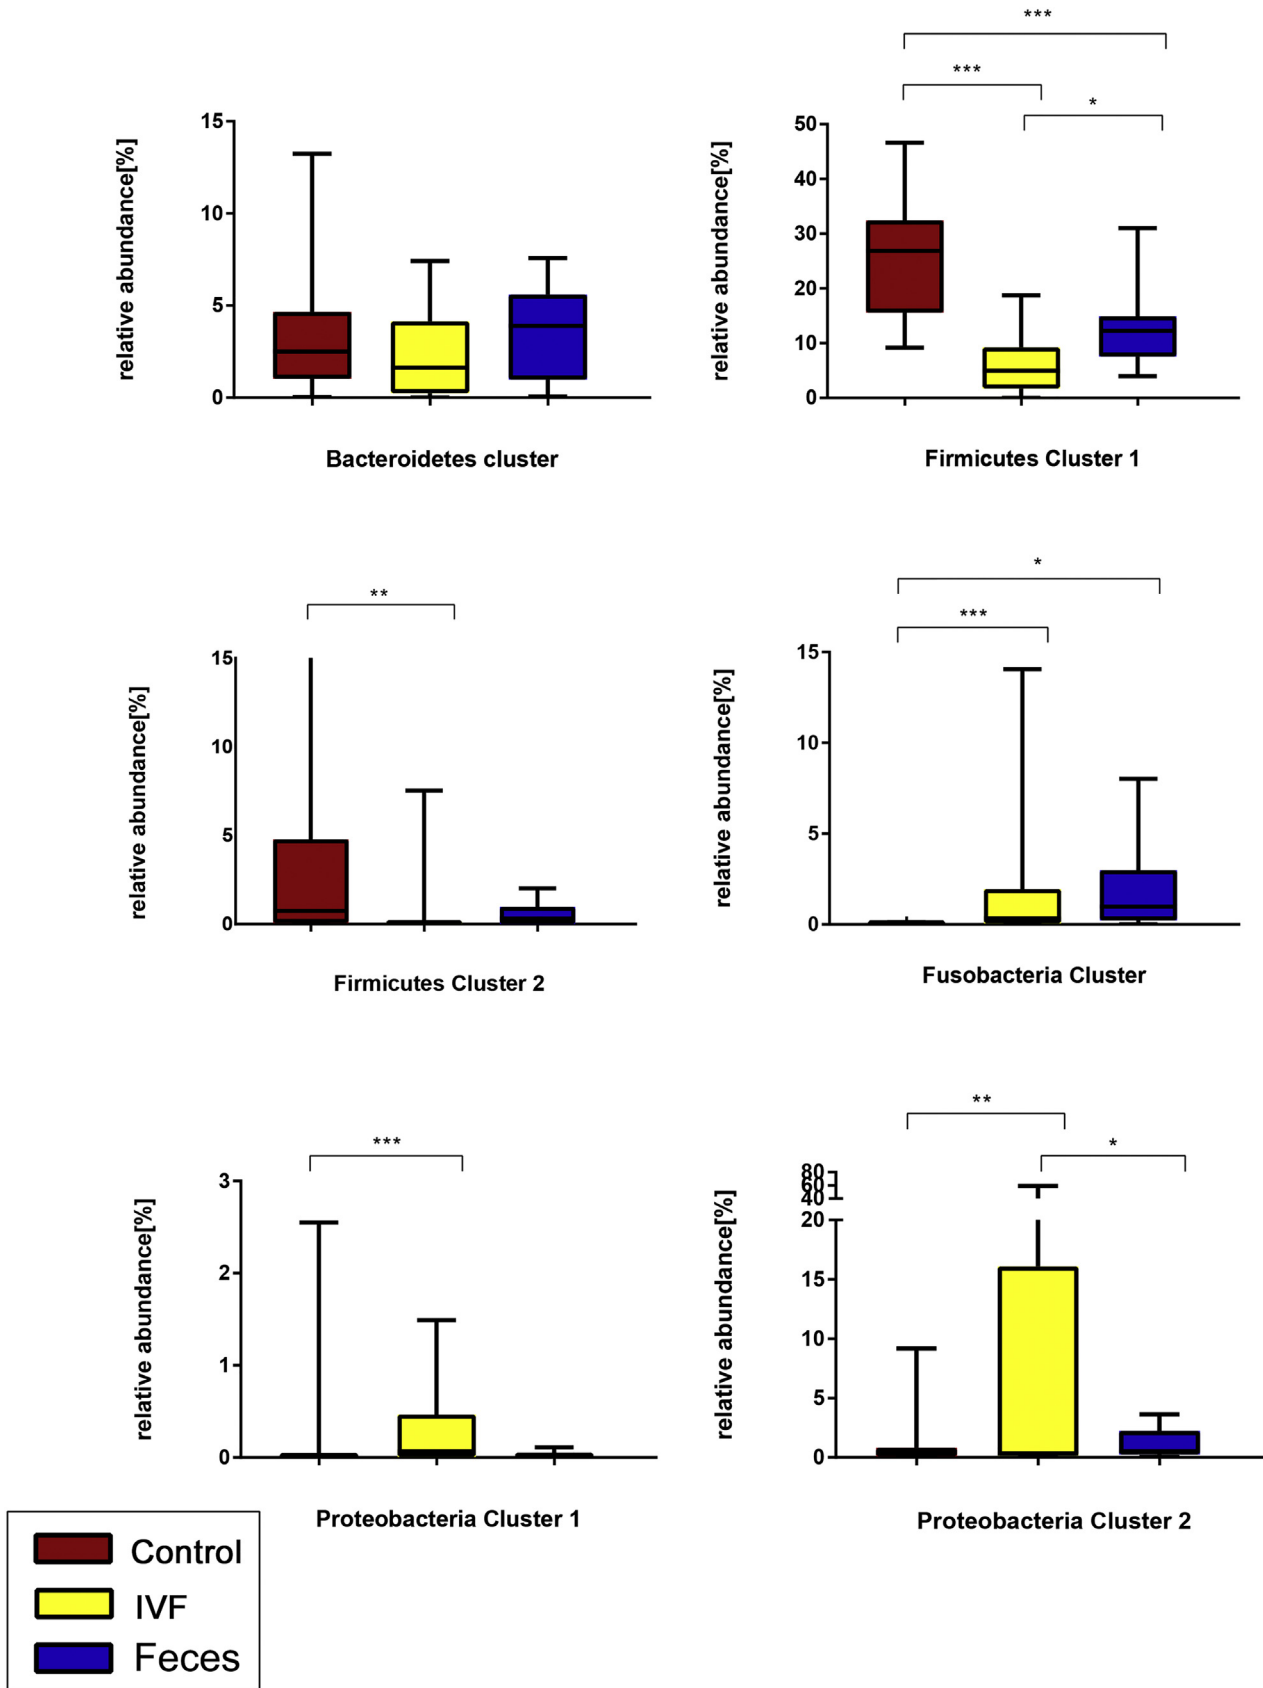 ***
***
*
15
10
5
0
relative abundance[%]
Bacteroidetes cluster
50
40
30
20
10
0
relative abundance[%]
Firmicutes Cluster 1
**
15
10
5
0
relative abundance[%]
Firmicutes Cluster 2
*
***
15
10
5
0
relative abundance[%]
Fusobacteria Cluster
***
3
2
1
0
relative abundance[%]
Proteobacteria Cluster 1
**
*
80
60
40
20
15
10
5
0
relative abundance[%]
Proteobacteria Cluster 2
Control
IVF
Feces